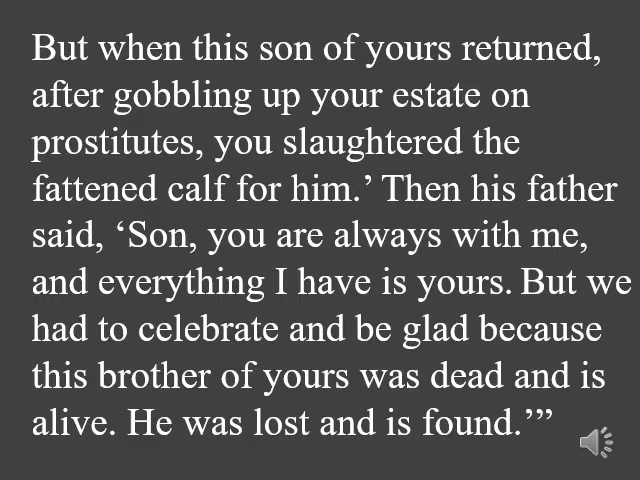 But when this son of yours returned,
after gobbling up your estate on
prostitutes, you slaughtered the
fattened calf for him.’ Then his father
said, ‘Son, you are always with me,
and everything I have is yours. But we
had to celebrate and be glad because
this brother of yours was dead and is
alive. He was lost and is found.’”